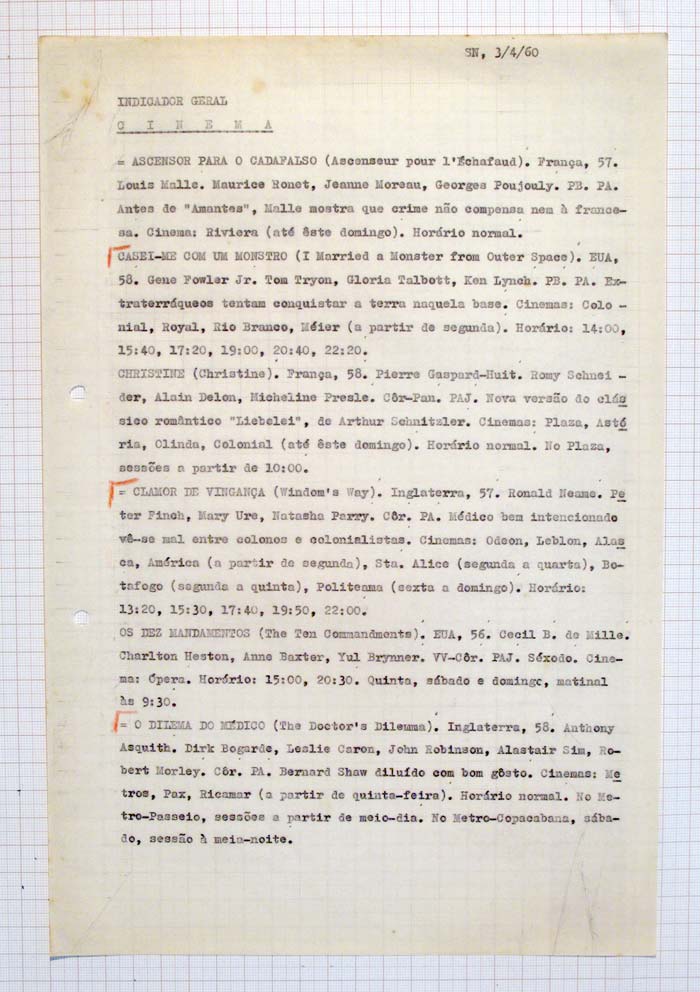 SN, 3/4/60
INDICADOR GERAL
C I N E M A
= ASCENSOR PARA O CADAFALSO (Ascenseur pour l'Échafaud). França, 57.
Louis Malle. Maurice Ronet, Jeanne Moreau, Georges Poujouly. PB. PA.
Antes de "Amantes", Malle mostra que crime não compensa nem à france-
sa. Cinema: Riviera (até êste domingo). Horário normal.
CASEI-ME COM UM MONSTRO (I Married a Monster from Outer Space). EUA,
58. Gene Fowler Jr. Tom Tryon, Gloria Talbott, Ken Lynch. PB. PA. Ex-
traterráqueos tentam conquistar a terra naquela base. Cinemas: Colo -
nial, Royal, Rio Branco, Méier (a partir de segunda). Horário: 14:00,
15:40, 17:20, 19:00, 20:40, 22:20.
CHRISTINE (Christine). França, 58. Pierre Gaspard-Huit. Romy Schnei -
der, Alain Delon, Micheline Presle. Côr-Pan. PAJ. Nova versão do clás
sico romântico "Liebelei", de Arthur Schnitzler. Cinemas: Plaza, Astó
ria, Olinda, Colonial (até êste domingo). Horário normal. No Plaza,
sessões a partir de 10:00.
= CLAMOR DE VINGANÇA (Windom's Way). Inglaterra, 57. Ronald Neame. Pe
ter Finch, Mary Ure, Natasha Parry. Côr. PA. Médico bem intencionado
vê-se mal entre colonos e colonialistas. Cinemas: Odeon, Leblon, Alas
ca, América (a partir de segunda), Sta. Alice (segunda a quarta), Bo-
tafogo (segunda a quinta), Politeama (sexta a domingo). Horário:
13:20, 15:30, 17:40, 19:50, 22:00.
OS DEZ MANDAMENTOS (The Ten Commandments). EUA, 56. Cecil B. de Mille.
Charlton Heston, Anne Baxter, Yul Brynner. VV-Côr. PAJ. Séxodo. Cine-
ma: Ópera. Horário: 15:00, 20:30. Quinta, sábado e domingo, matinal
às 9:30.
= O DILEMA DO MÉDICO (The Doctor's Dilemma). Inglaterra, 58. Anthony
Asquith. Dirk Bogarde, Leslie Caron, John Robinson, Alastair Sim, Ro-
bert Morley. Côr. PA. Bernard Shaw diluído com bom gôsto. Cinemas: Me
tros, Pax, Ricamar (a partir de quinta-feira). Horário normal. No Me-
tro-Passeio, sessões a partir de meio-dia. No Metro-Copacabana, sába-
do, sessão à meia-noite.